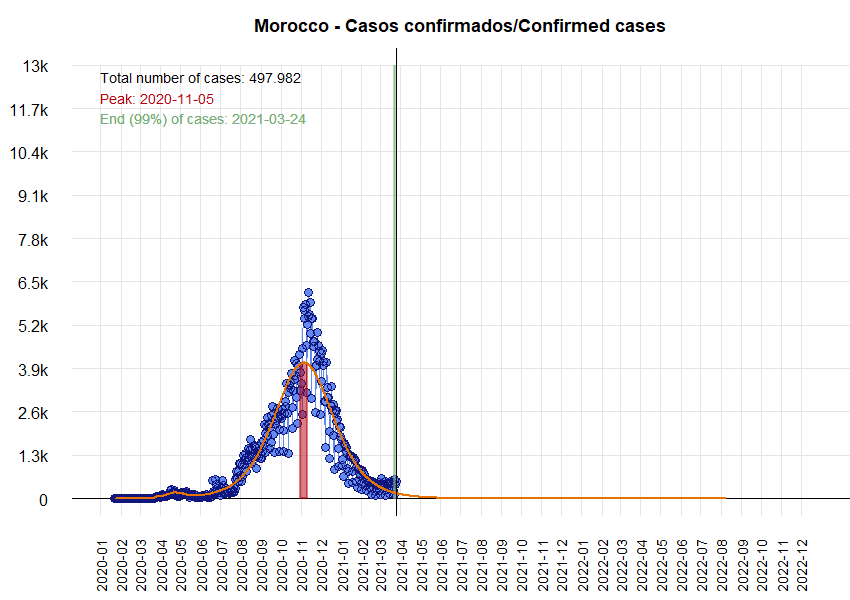 Morocco - Casos confirmados/Confirmed cases
13k
Total number of cases: 497.982
Peak: 2020-11-05
11.7k
End (99%) of cases: 2021-03-24
10.4k
9.1k
7.8k
6.5k
5.2k
3.9k
2.6k
1.3k
0
2020-01
2020-02
2020-03
2020-04
2020-05
2020-06
2020-07
2020-08
2020-09
2020-10
2020-11
2020-12
2021-01
2021-02
2021-03
2021-04
2021-05
2021-06
2021-07
2021-08
2021-09
2021-10
2021-11
2021-12
2022-01
2022-02
2022-03
2022-04
2022-05
2022-06
2022-07
2022-08
2022-09
2022-10
2022-11
2022-12